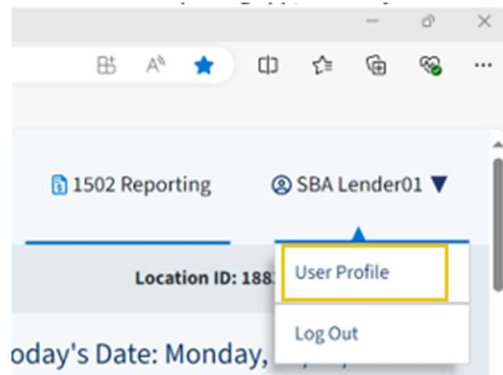 1502 Reporting
SBA Lender01
Location ID: 188
User Profile
Log Out
oday's Date: Monday,